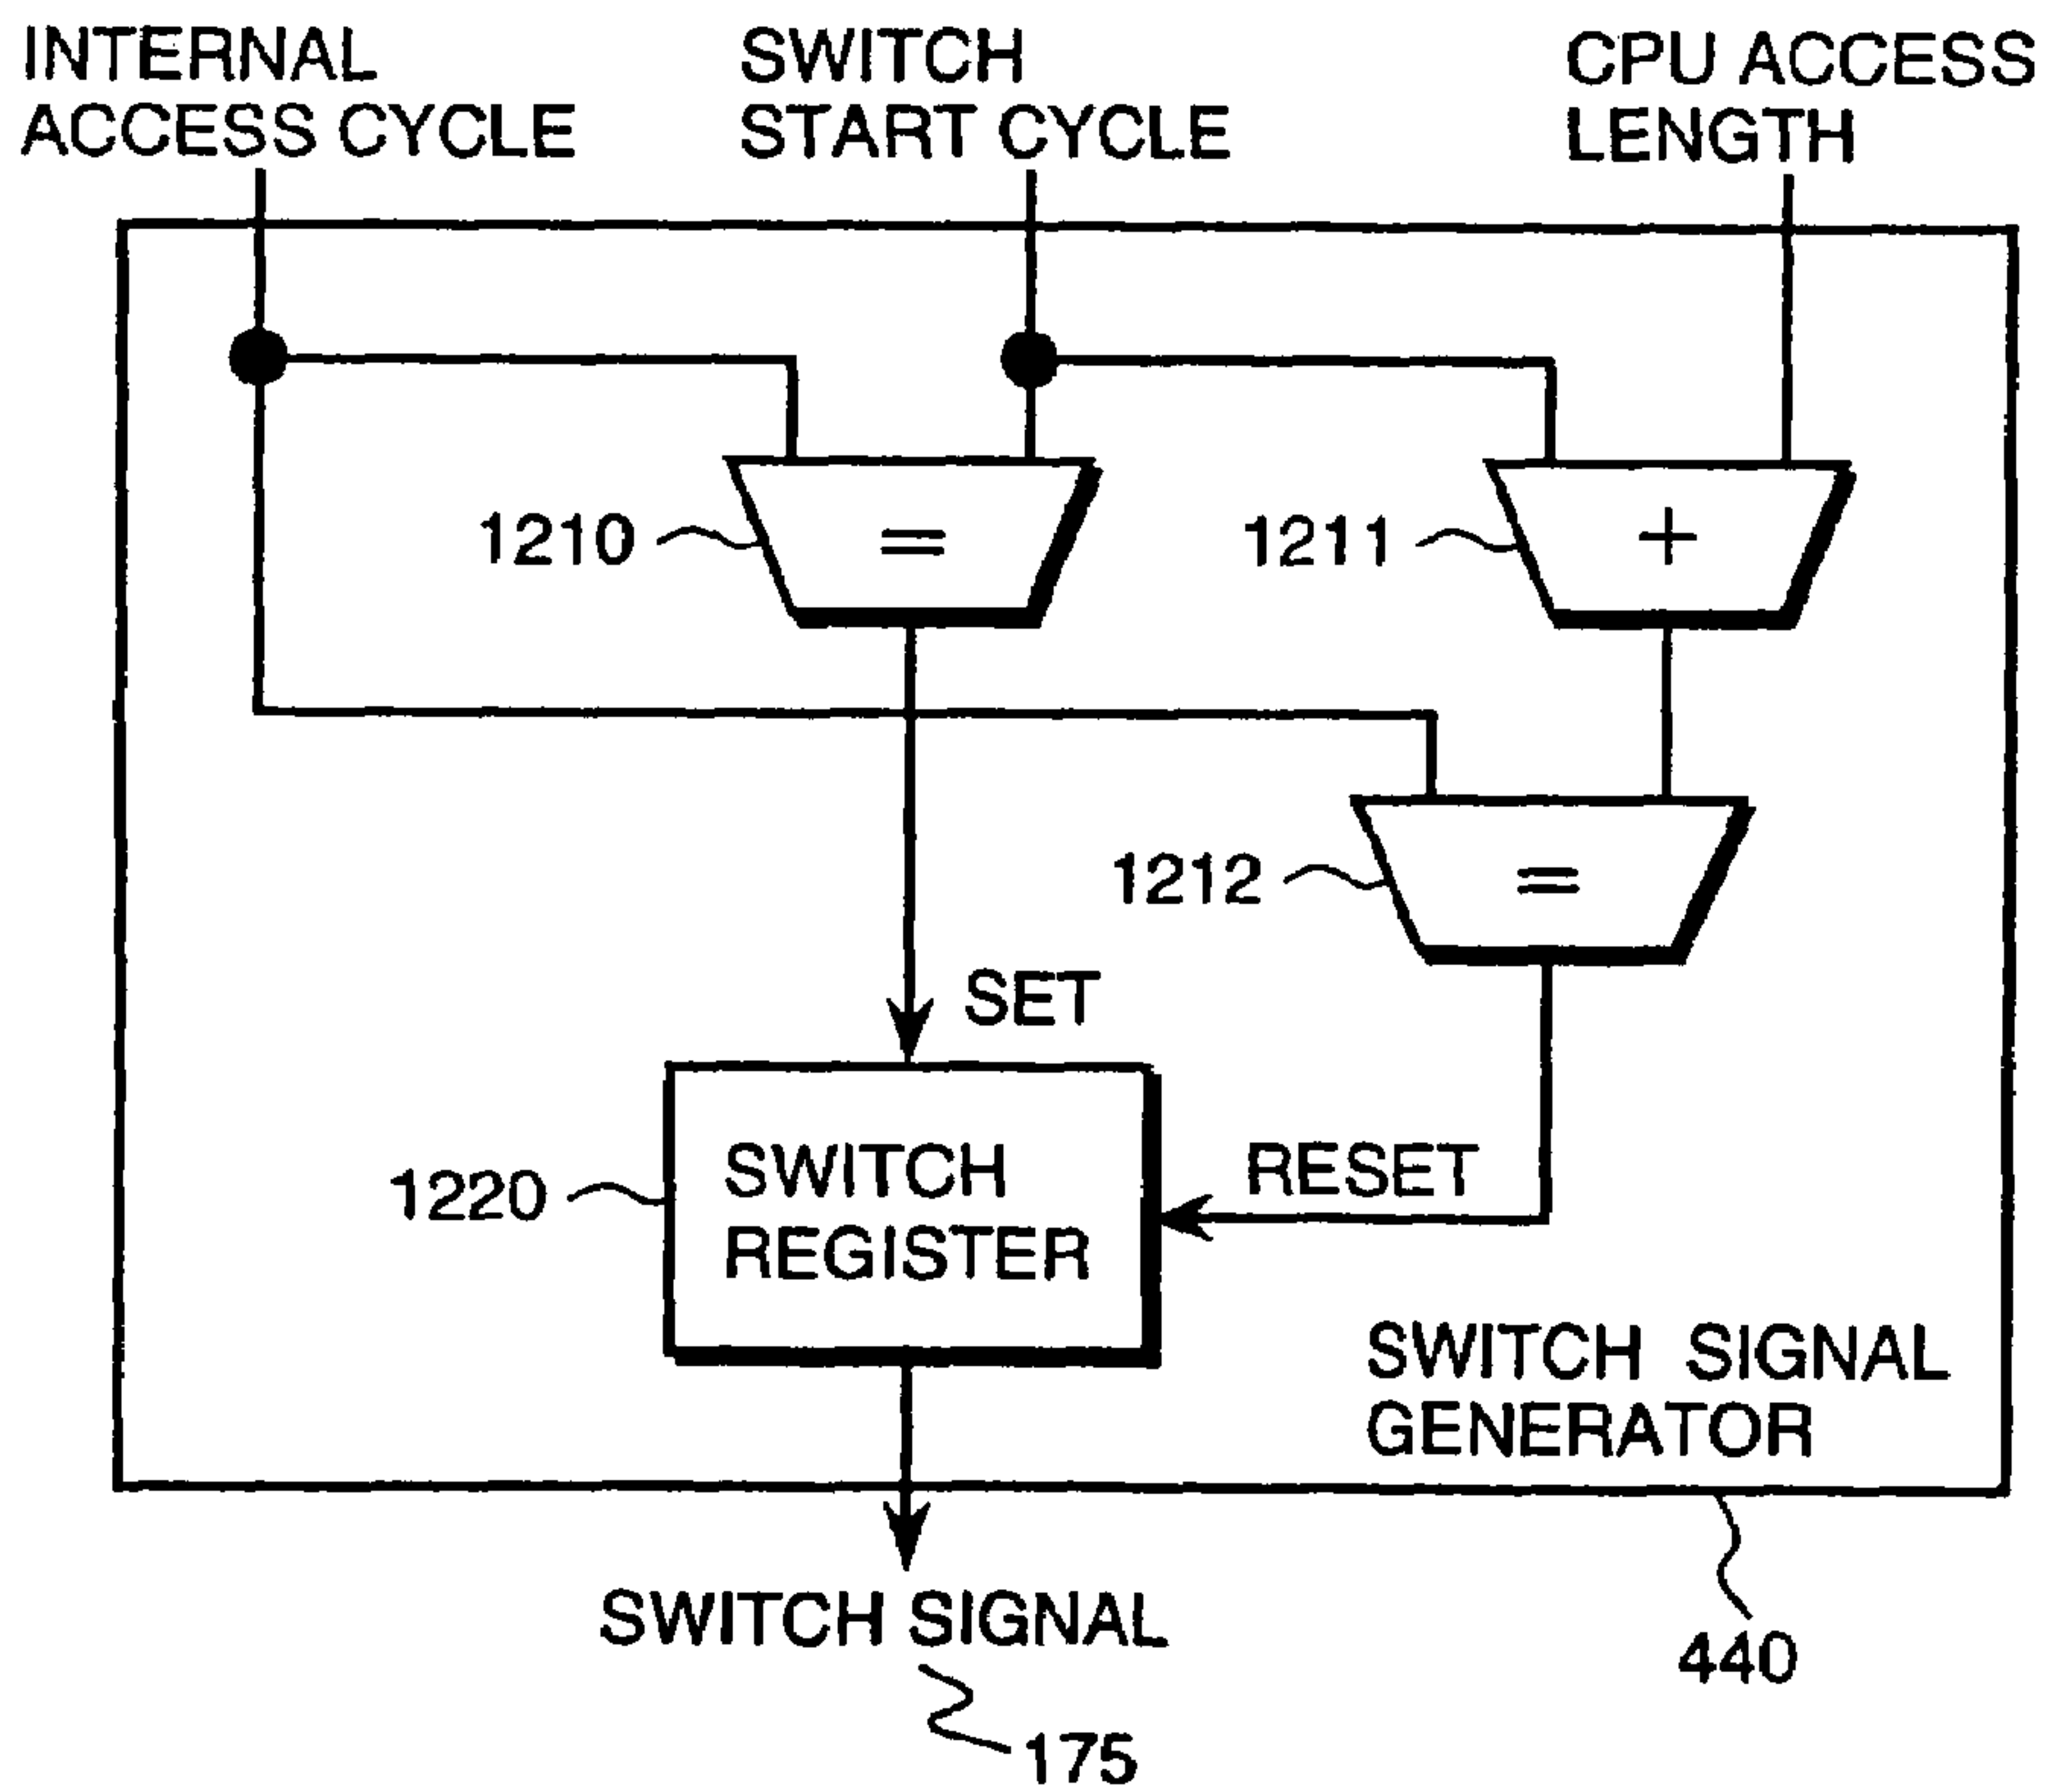 INTERNAL
ACCESS CYCLE
SWITCH
START CYCLE
CPU ACCESS
LENGTH
1210
=
1211
+
1212
=
SET
1220
SWITCH
REGISTER
RESET
SWITCH SIGNAL
GENERATOR
SWITCH SIGNAL
440
175